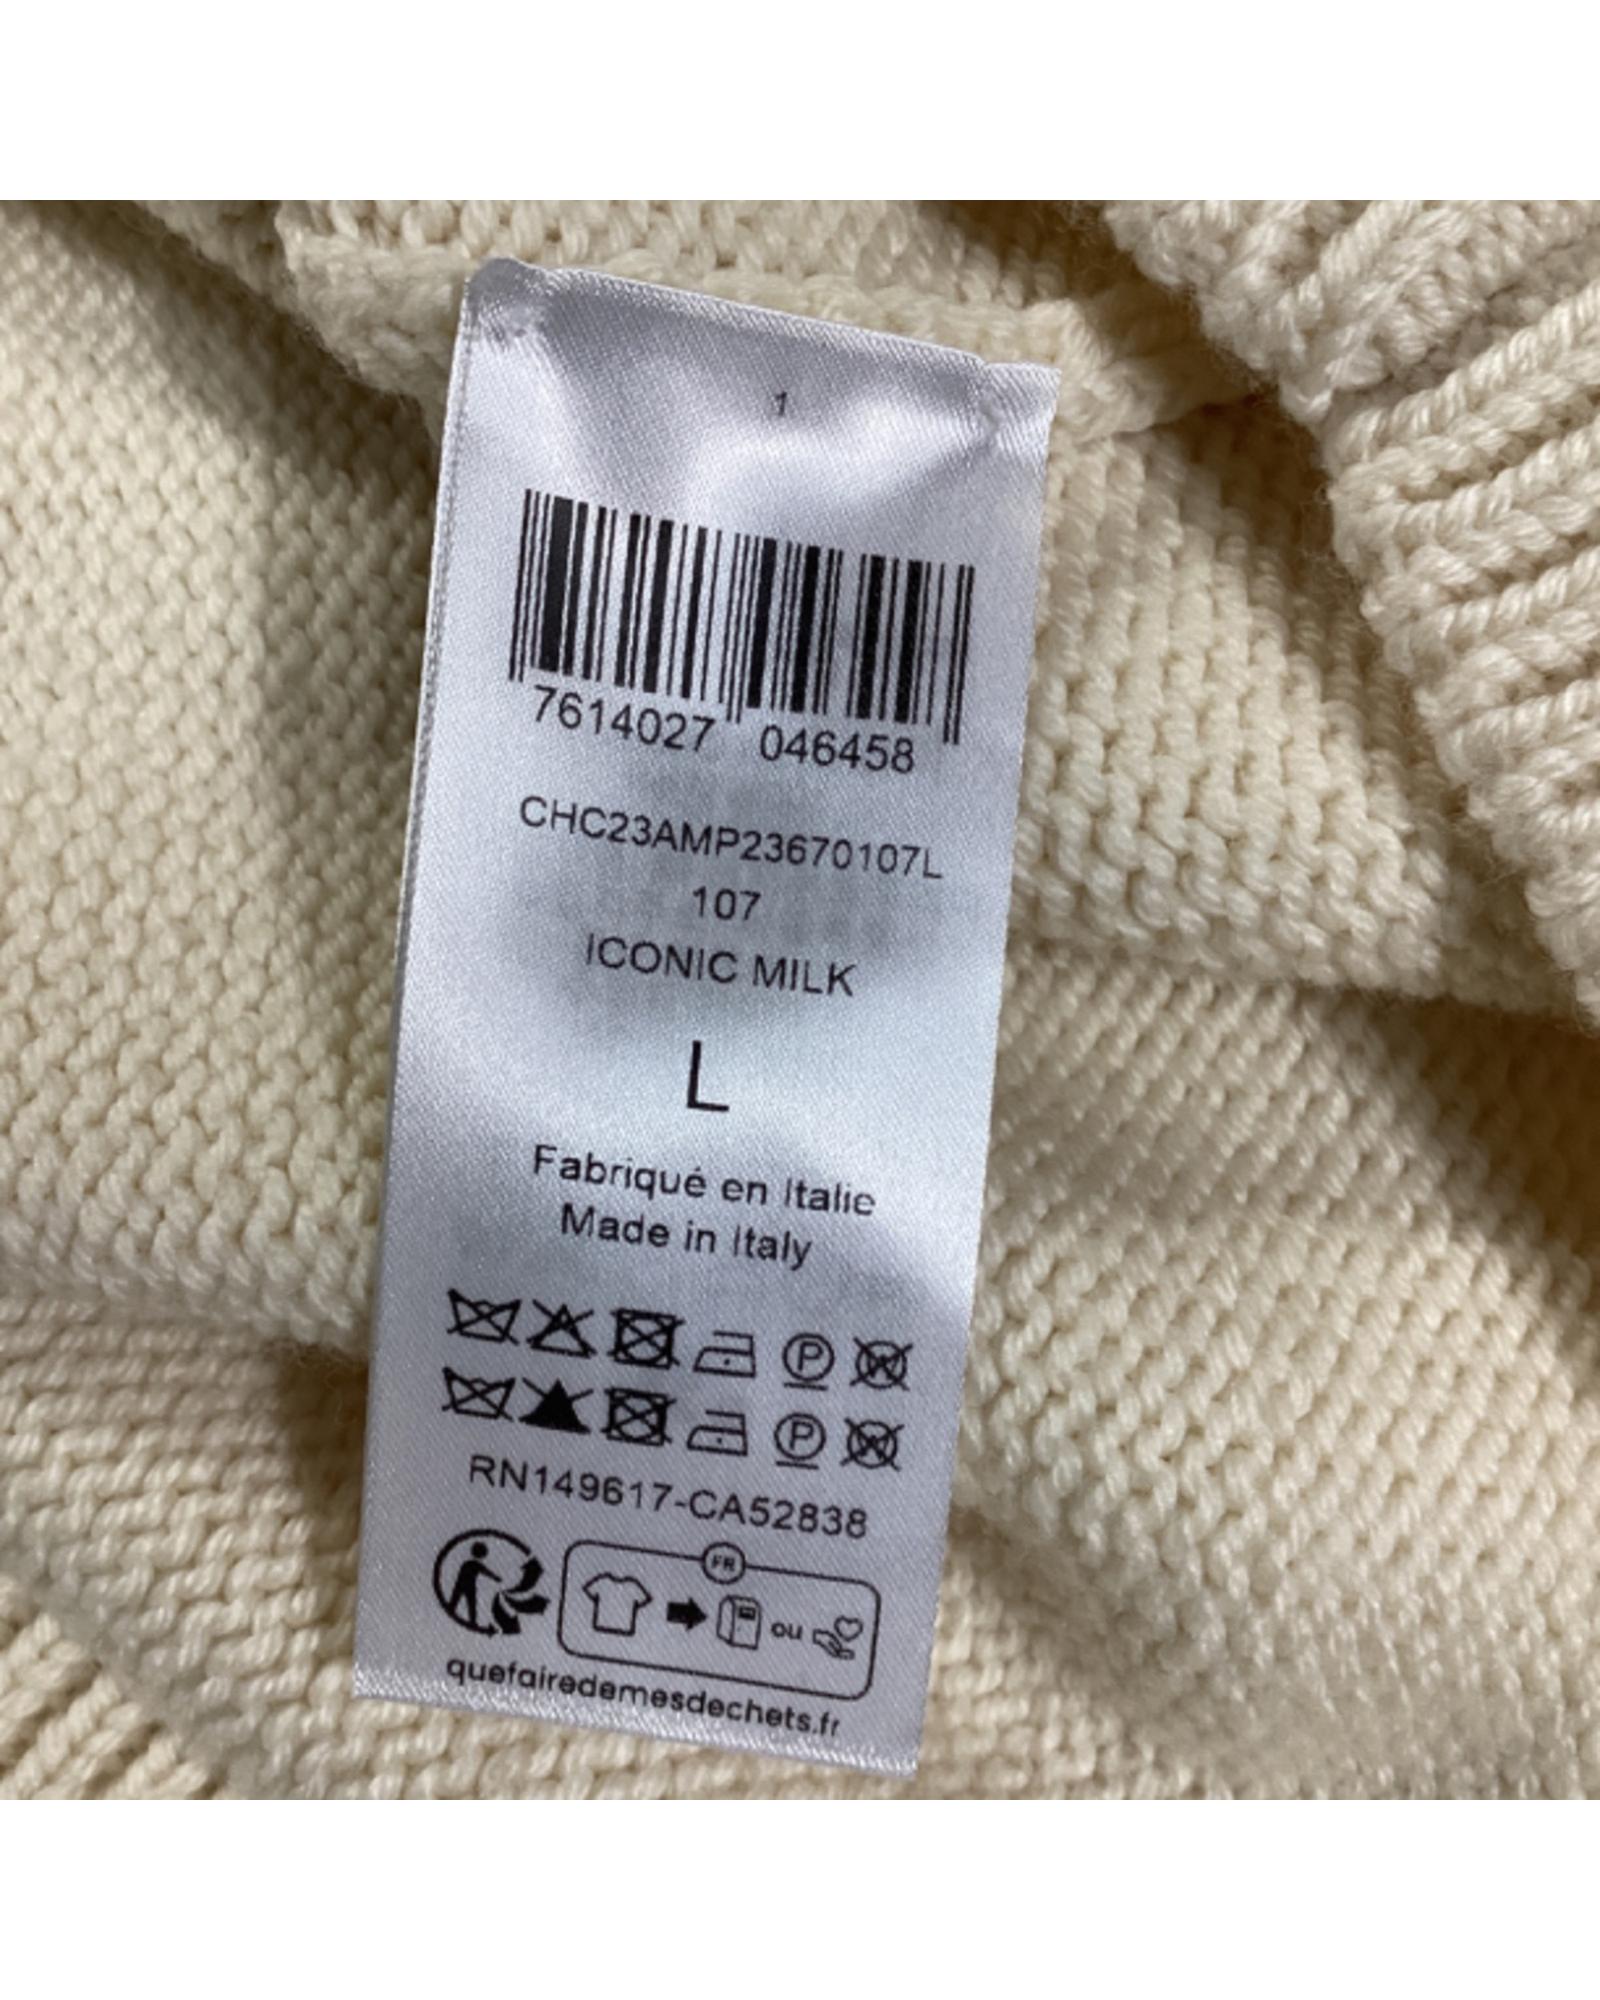 1
7614027 046458
CHC23AMP23670107L
107
ICONIC MILK
L
Fabriqué en Italie
Made in Italy
P W
P W
RN149617-CA52838
FR
ou
quefairedemesdechets.fr